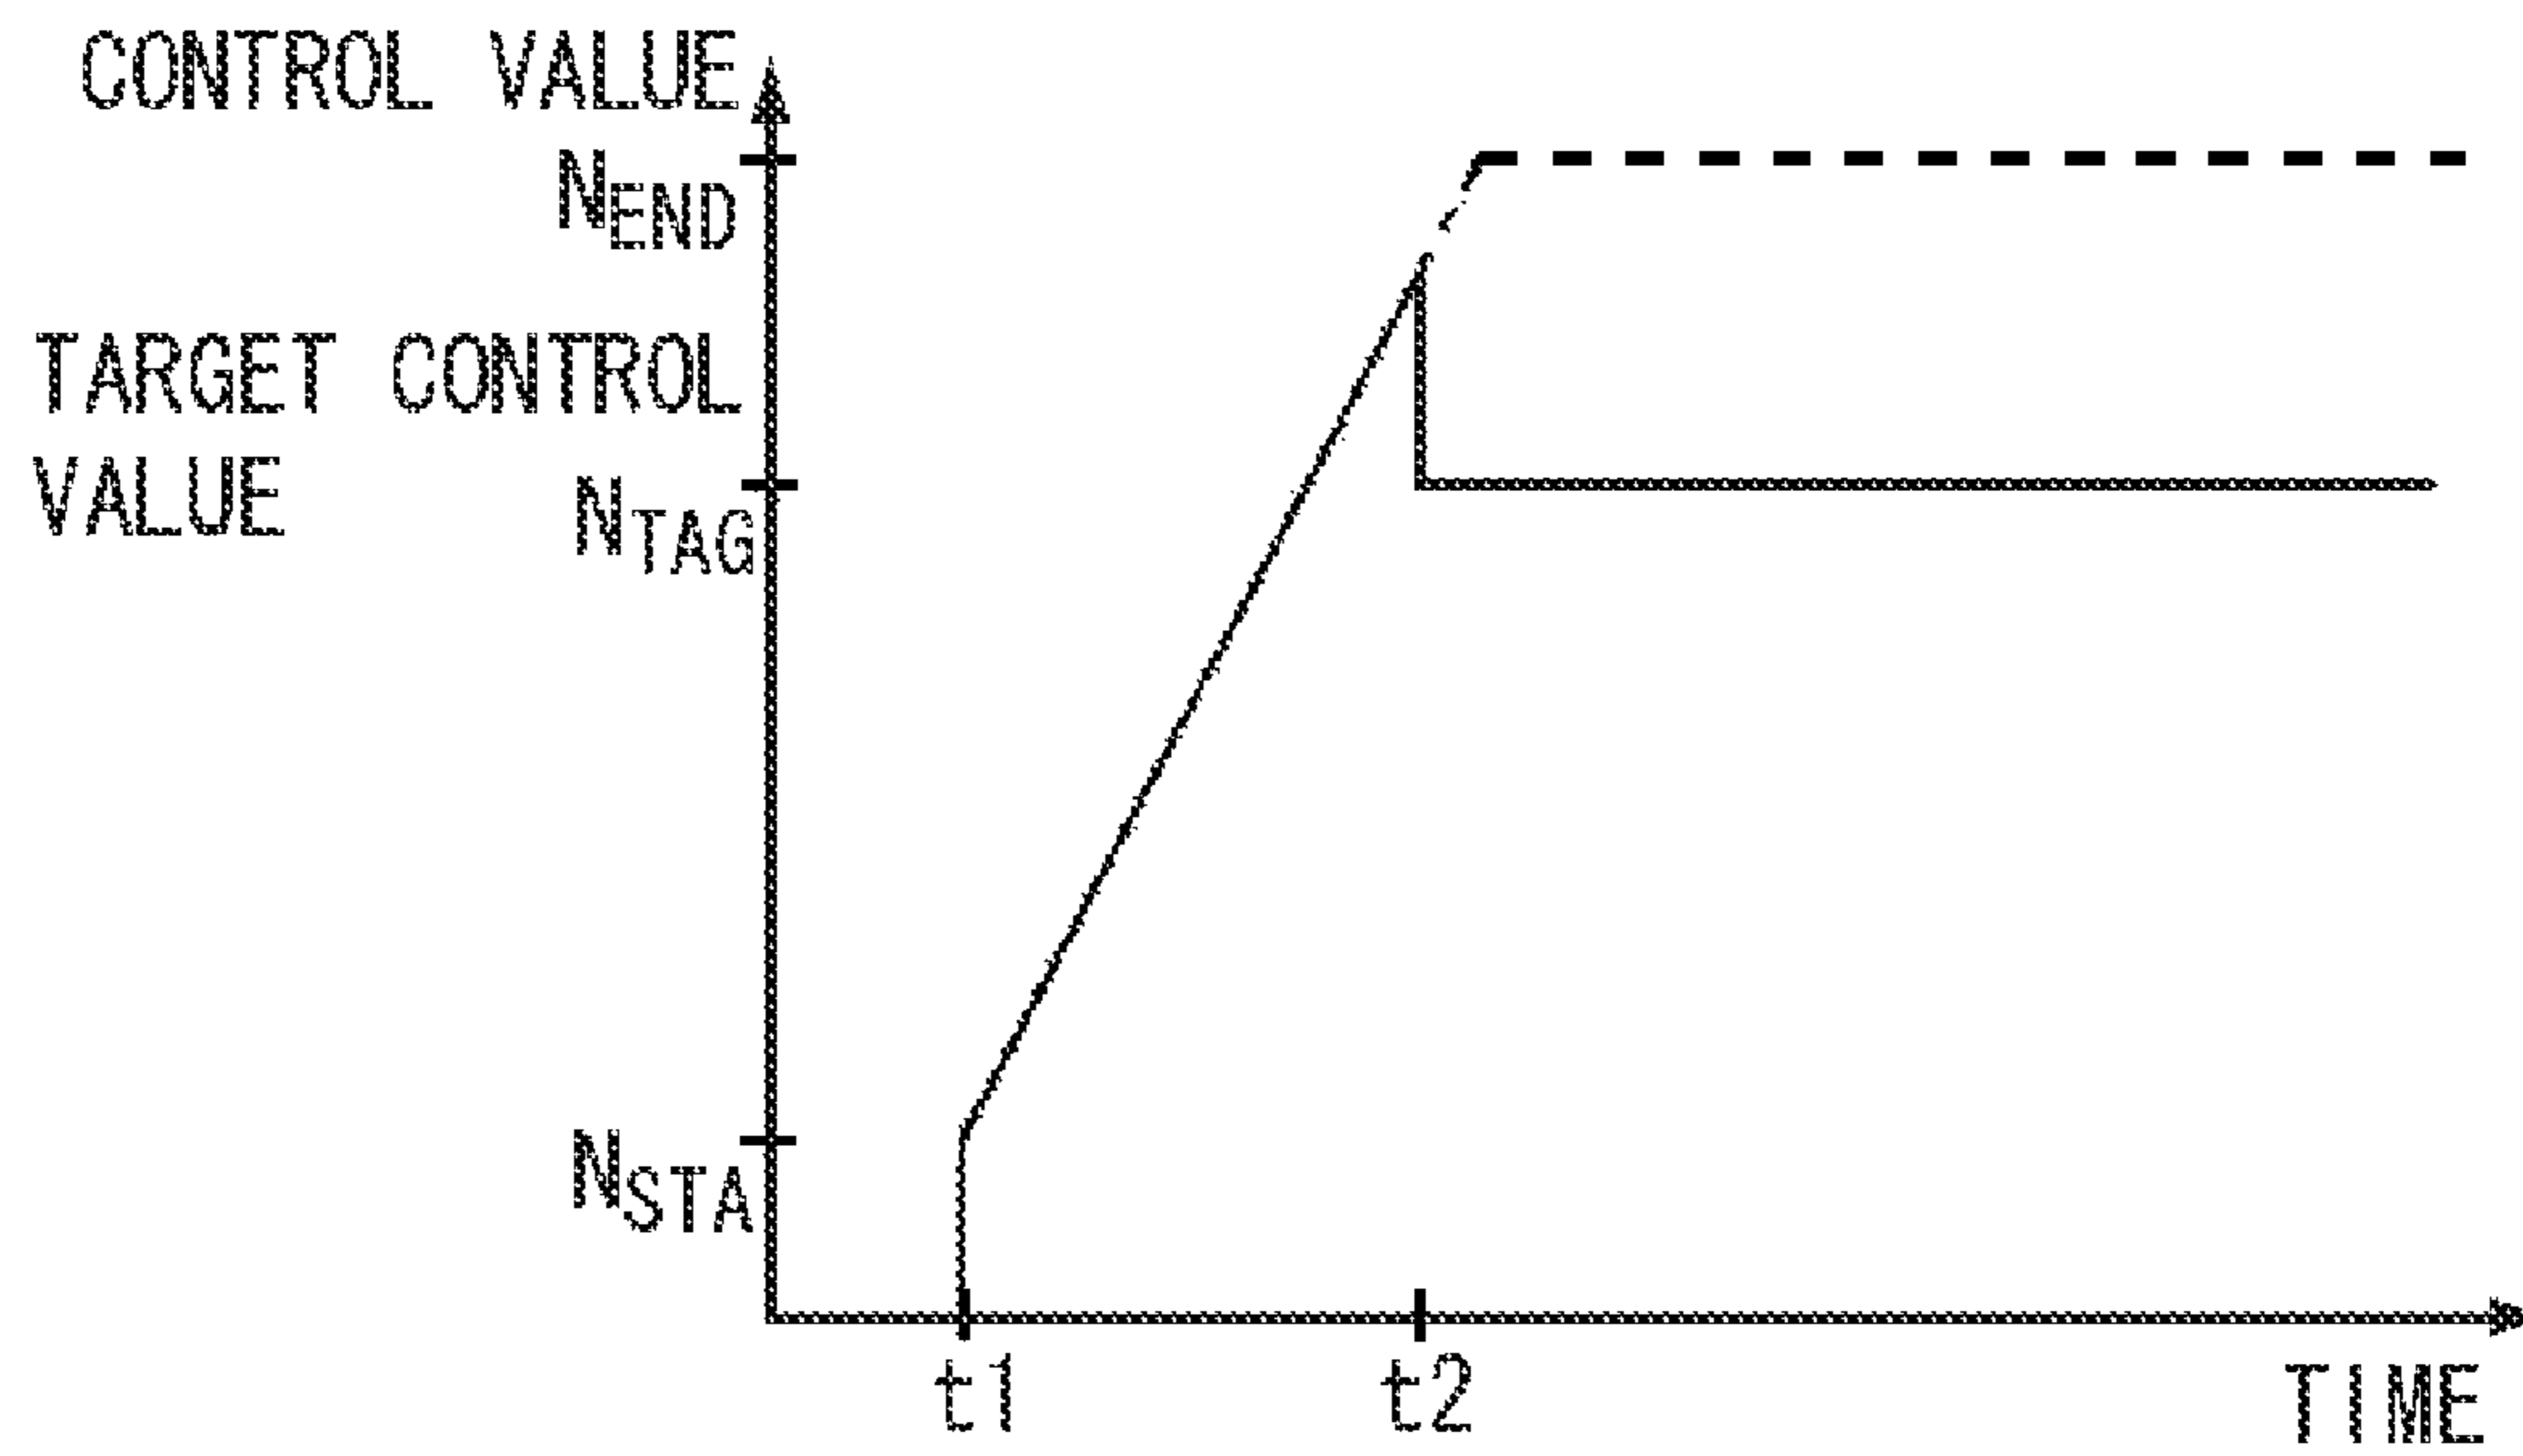 CONTROL VALUE
NEND
TARGET CONTROL
VALUE
NTAG
NSTA
t1
t2
TIME